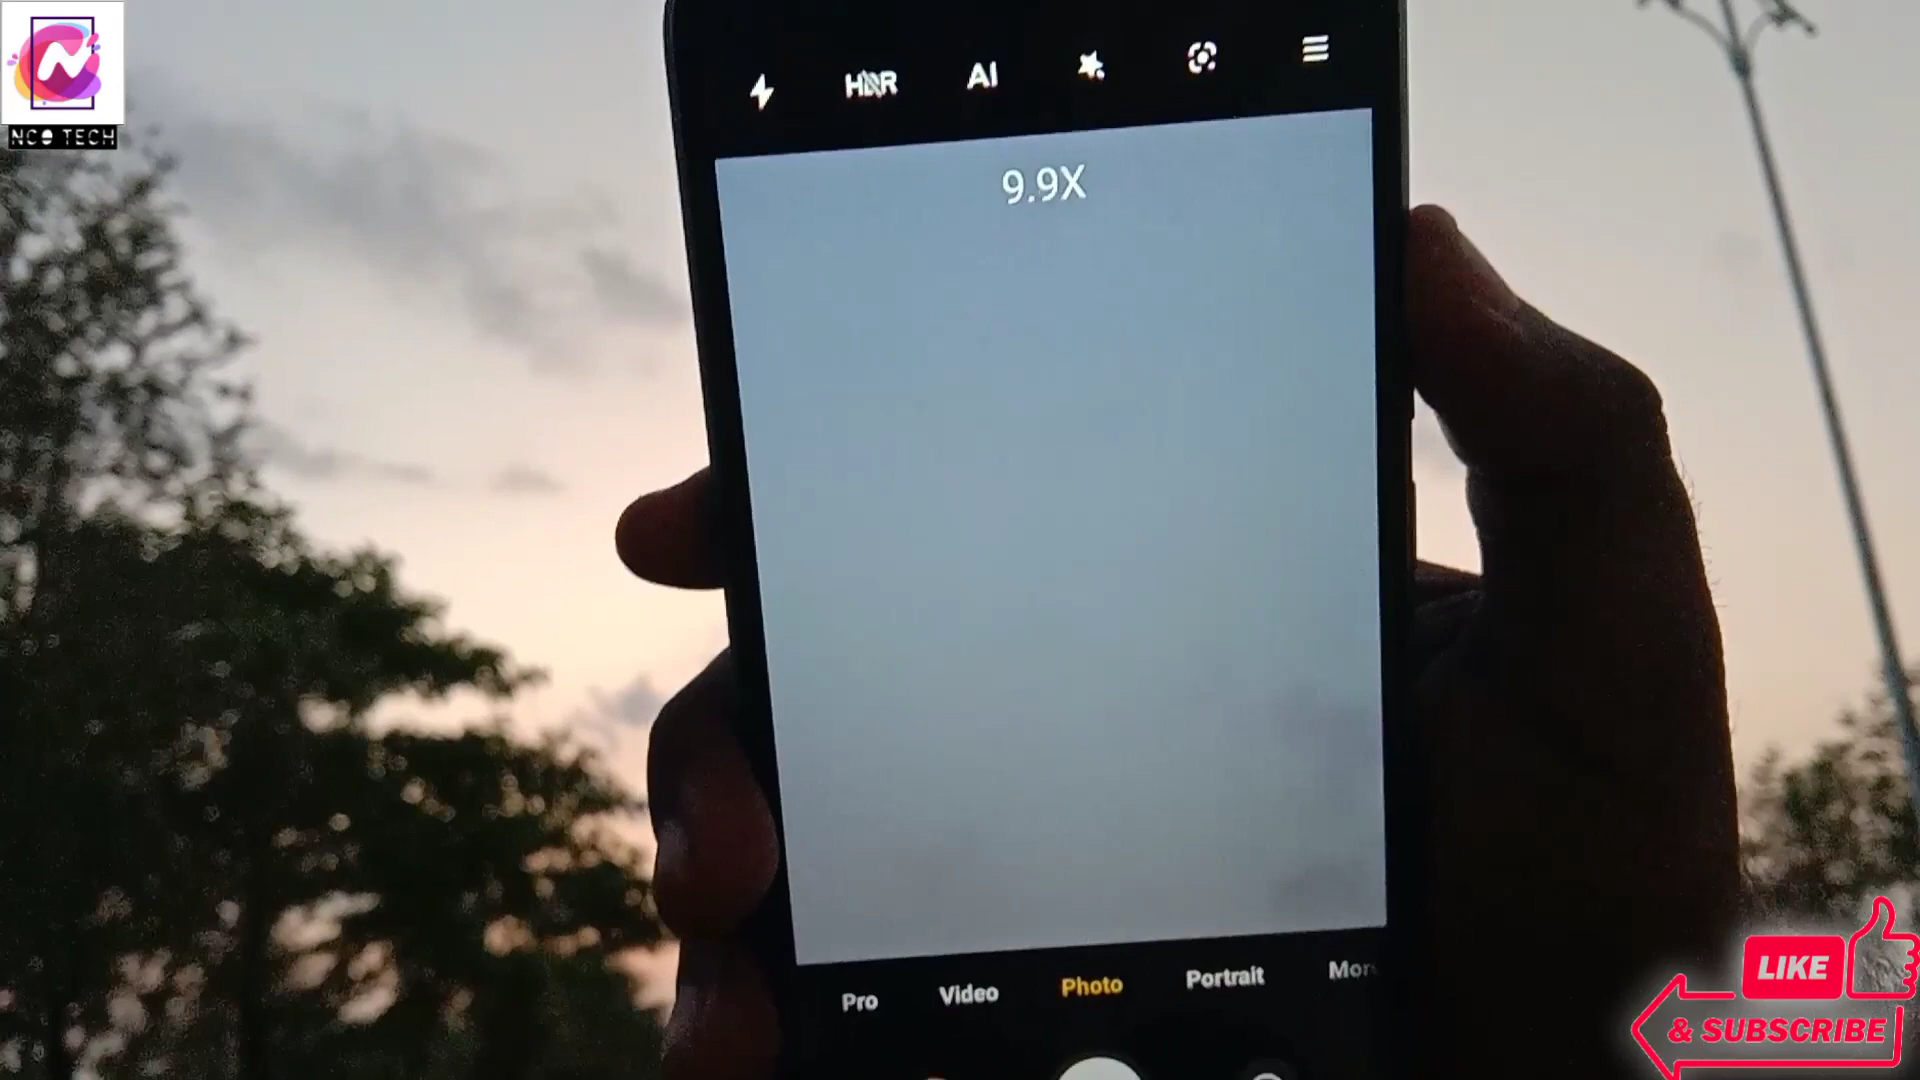 NCO TECH
HDR
AI
9.9X
Pro
Video
Photo
Portrait
LIKE
& SUBSCRIBE